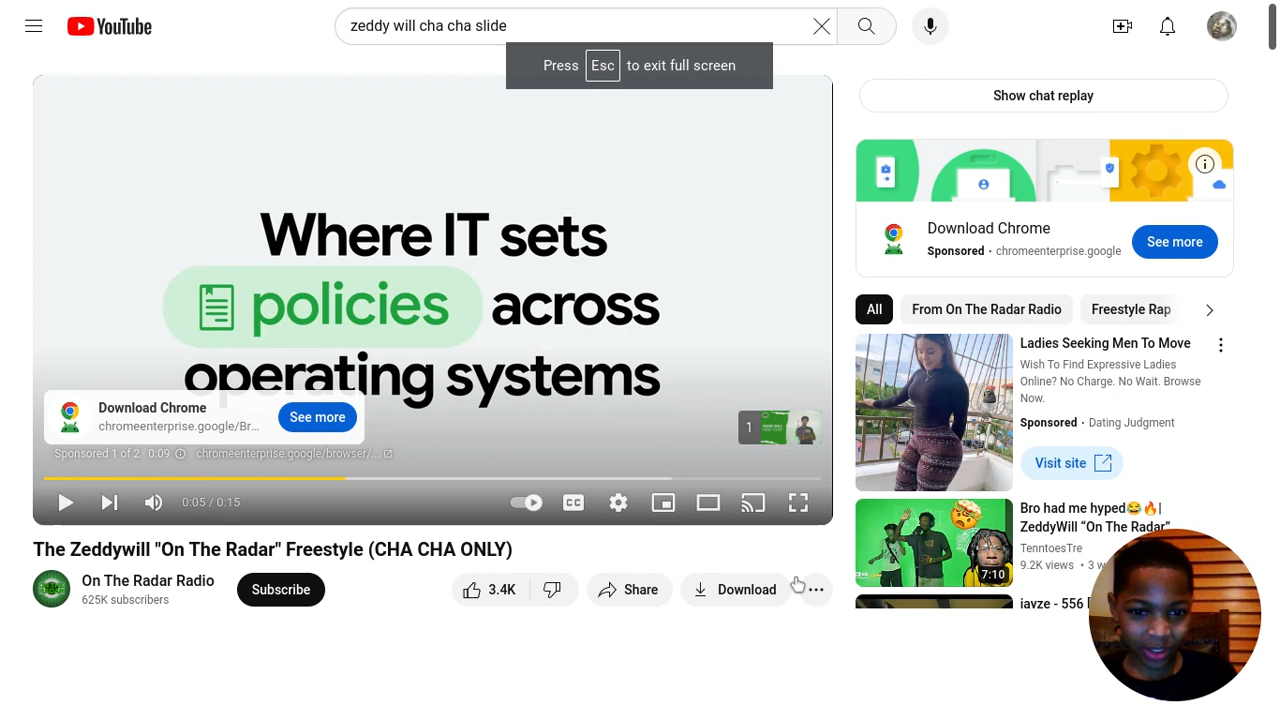 YouTube
zeddy will cha cha slide
Press Esc to exit full screen
Where IT sets
policies across
operating systems
Download Chrome
chromeenterprise.google/Br...
See more
1
Sponsored 1 of 2 · 0:09
chromeenterprise.google/browser/...
0:05 / 0:15
CC
The Zeddywill "On The Radar" Freestyle (CHA CHA ONLY)
On The Radar Radio
625K subscribers
Subscribe
3.4K
Share
Download
Show chat replay
Download Chrome
Sponsored · chromeenterprise.google
See more
All
From On The Radar Radio
Freestyle Rap
Ladies Seeking Men To Move
Wish To Find Expressive Ladies
Online? No Charge. No Wait. Browse
Now.
Sponsored · Dating Judgment
Visit site
7:10
Bro had me hyped😂🔥|
ZeddyWill “On The Radar”
TenntoesTre
9.2K views · 3 w
jayze - 556